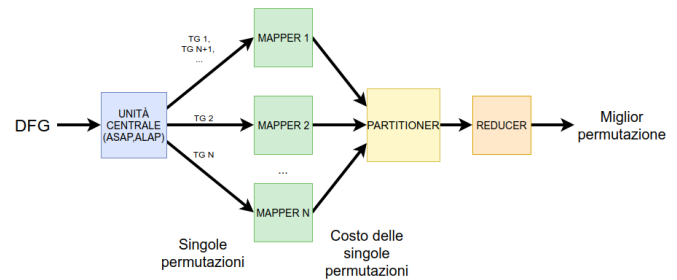 DFG
UNITÀ
CENTRALE
(ASAP,ALAP)
TG 1,
TG N+1,
...
TG 2
TG N
MAPPER 1
MAPPER 2
...
MAPPER N
PARTITIONER
REDUCER
Miglior
permutazione
Singole
permutazioni
Costo delle
singole
permutazioni